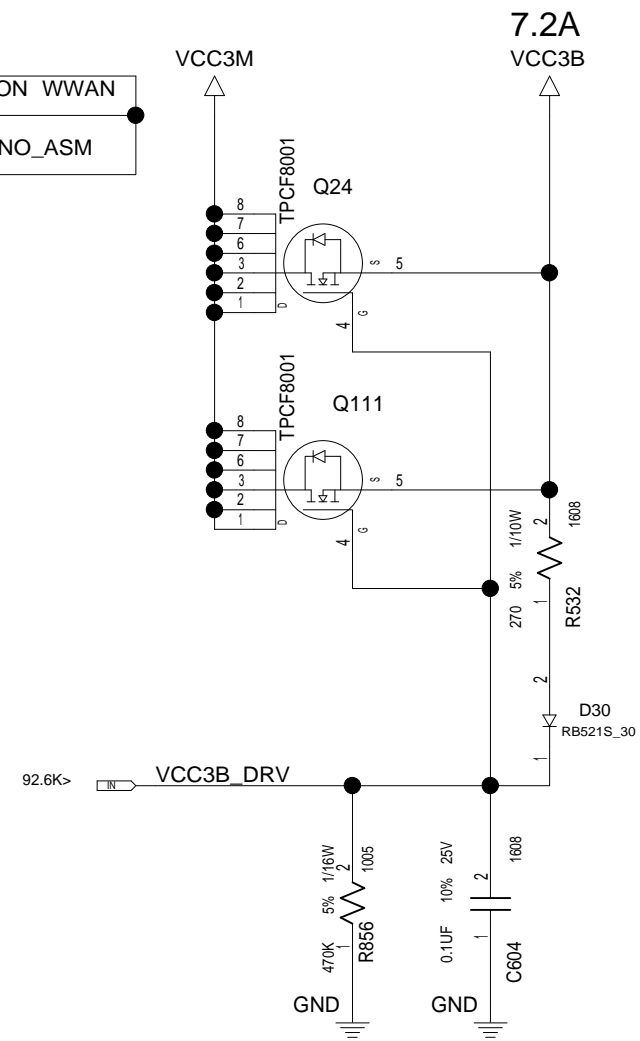 7.2A
VCC3M
VCC3B
ON WWAN
NO_ASM
TPCF8001
Q24
8
7
6
3
2
1
D
S
5
4
G
TPCF8001
Q111
8
7
6
3
2
1
D
S
5
4
G
270 5% 1/10W
2
1
1608
R532
2
D30
RB521S_30
1
92.6K>
IN
VCC3B_DRV
470K 5% 1/16W
2
1
1005
R856
0.1UF 10% 25V
2
1
1608
C604
GND
GND